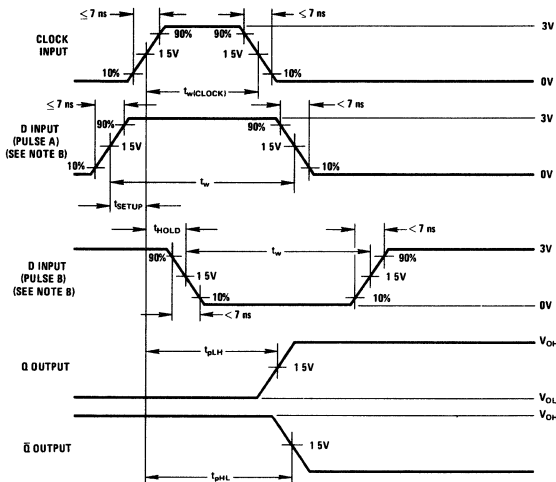 ≤ 7 ns
≤ 7 ns
3V
90%
90%
CLOCK
INPUT
1 5V
1 5V
10%
10%
tw(CLOCK)
0V
≤ 7 ns
< 7 ns
3V
D INPUT
(PULSE A)
(SEE NOTE B)
90%
90%
1 5V
1 5V
10%
10%
0V
tw
tSETUP
tHOLD
< 7 ns
tw
3V
D INPUT
(PULSE B)
(SEE NOTE B)
90%
90%
1 5V
1 5V
10%
10%
0V
< 7 ns
VOH
tpLH
Q OUTPUT
1 5V
VOL
VOH
Q̅ OUTPUT
1 5V
tpHL